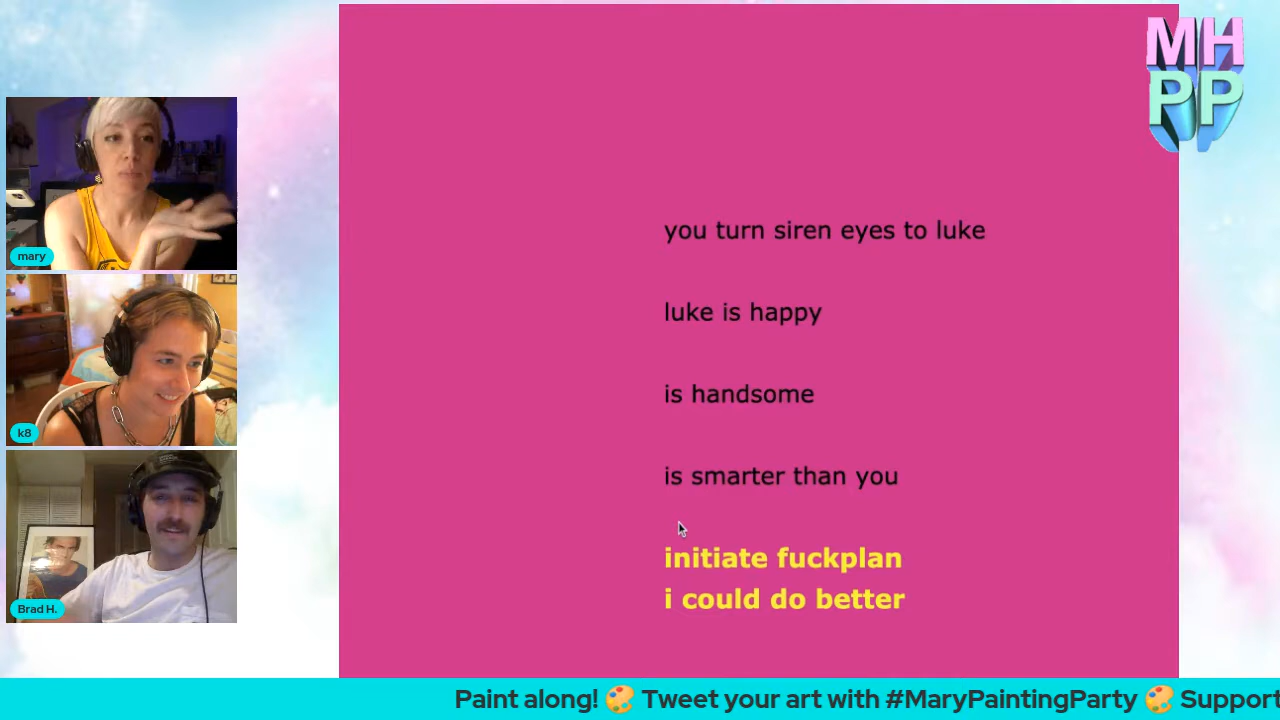 MH
PP
mary
k8
Brad H.
you turn siren eyes to luke
luke is happy
is handsome
is smarter than you
initiate fuckplan
i could do better
Paint along! 🎨 Tweet your art with #MaryPaintingParty 🎨 Support